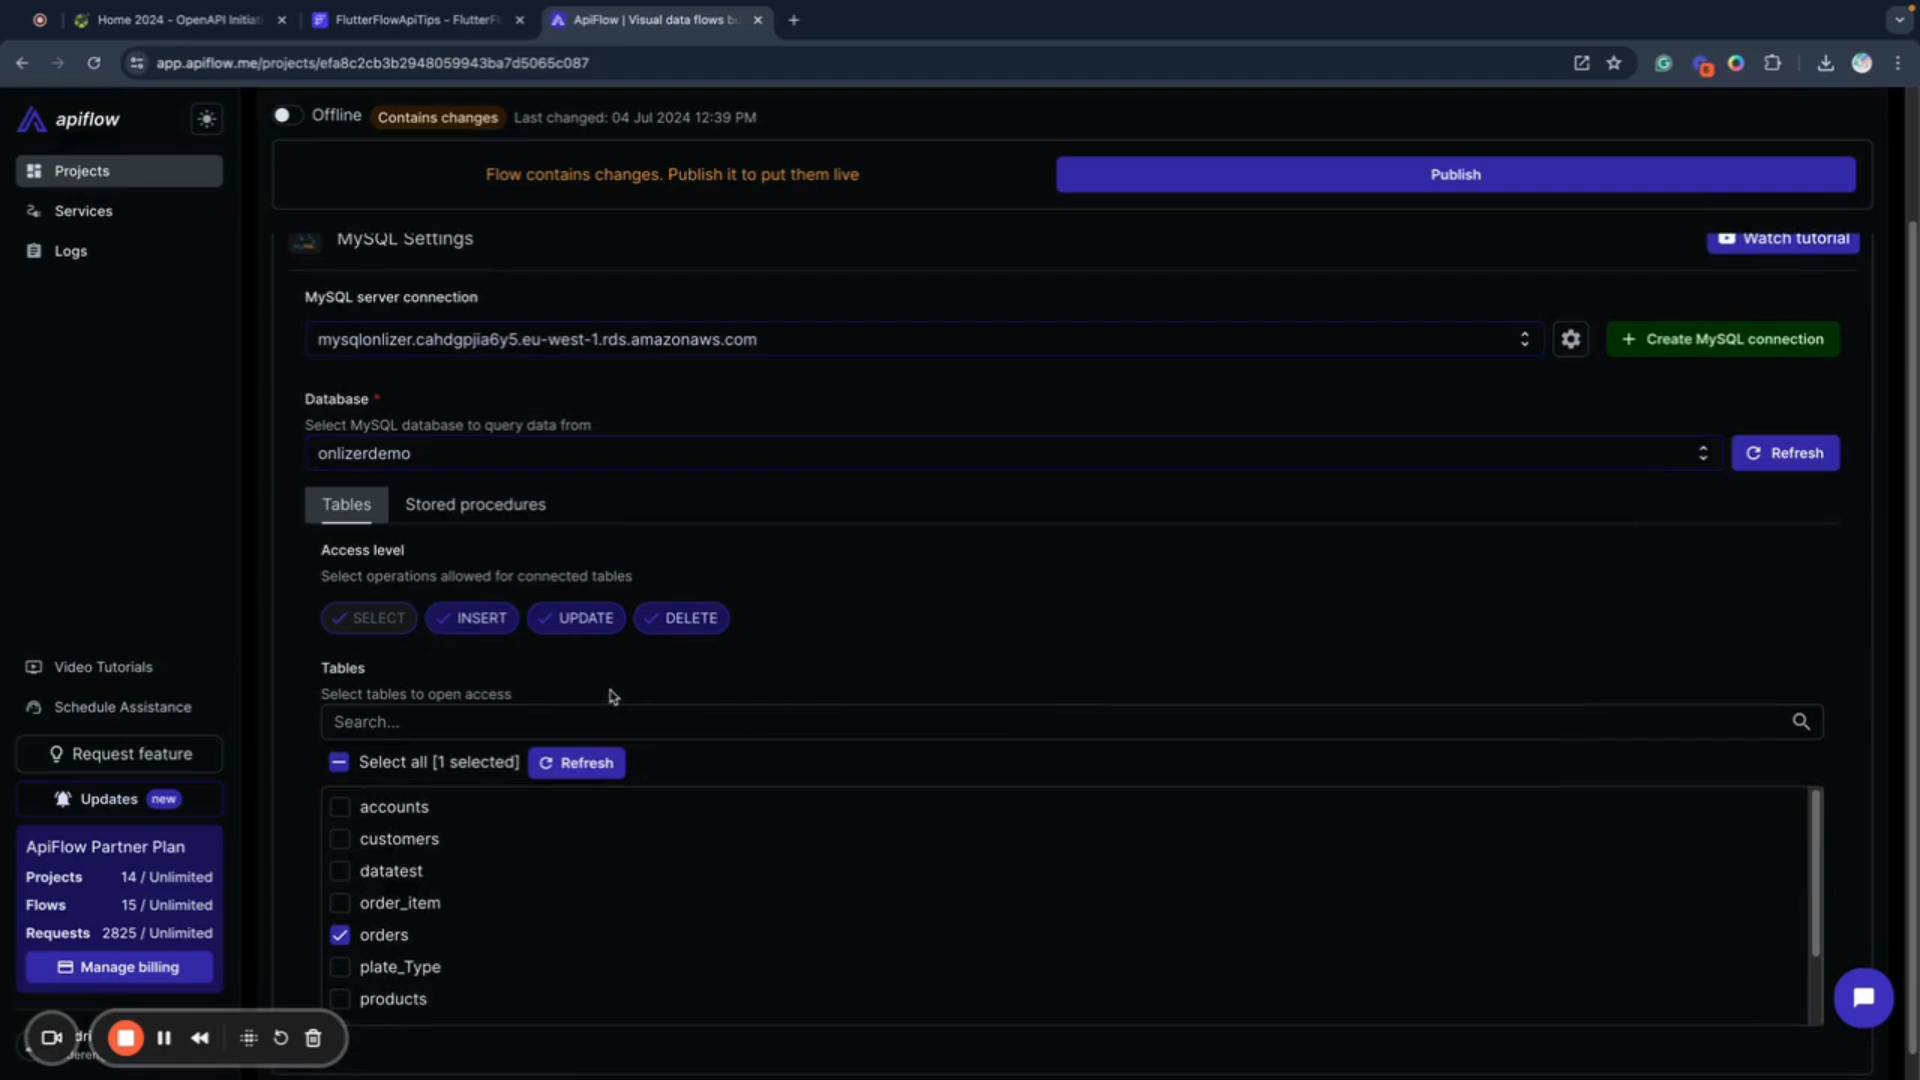 Home 2024 - OpenAPI Initiati
FlutterFlowApiTips - FlutterF
ApiFlow | Visual data flows bu
app.apiflow.me/projects/efa8c2cb3b2948059943ba7d5065c087
apiflow
Projects
Services
Logs
Video Tutorials
Schedule Assistance
Request feature
Updates new
ApiFlow Partner Plan
Projects 14 / Unlimited
Flows 15 / Unlimited
Requests 2825 / Unlimited
Manage billing
Offline Contains changes Last changed: 04 Jul 2024 12:39 PM
Flow contains changes. Publish it to put them live
Publish
MySQL Settings
Watch tutorial
MySQL server connection
mysqlonlizer.cahdgpjia6y5.eu-west-1.rds.amazonaws.com
+ Create MySQL connection
Database *
Select MySQL database to query data from
onlizerdemo
Refresh
Tables Stored procedures
Access level
Select operations allowed for connected tables
SELECT INSERT UPDATE DELETE
Tables
Select tables to open access
Search...
Select all [1 selected] Refresh
accounts
customers
datatest
order_item
orders
plate_Type
products